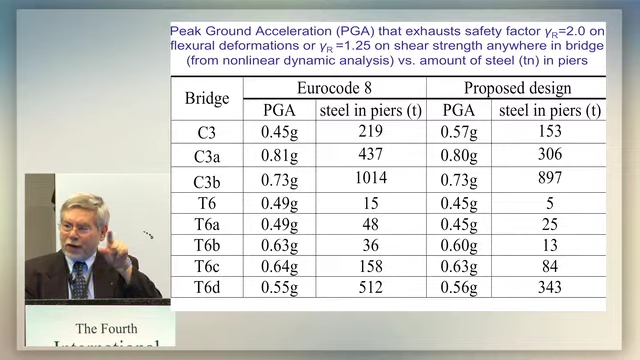 Peak Ground Acceleration (PGA) that exhausts safety factor γR=2.0 on
flexural deformations or γR =1.25 on shear strength anywhere in bridge
(from nonlinear dynamic analysis) vs. amount of steel (tn) in piers
Bridge Eurocode 8 Proposed design
PGA steel in piers (t) PGA steel in piers (t)
C3 0.45g 219 0.57g 153
C3a 0.81g 437 0.80g 306
C3b 0.73g 1014 0.73g 897
T6 0.49g 15 0.45g 5
T6a 0.49g 48 0.45g 25
T6b 0.63g 36 0.60g 13
T6c 0.64g 158 0.63g 84
T6d 0.55g 512 0.56g 343
The Fourth
International